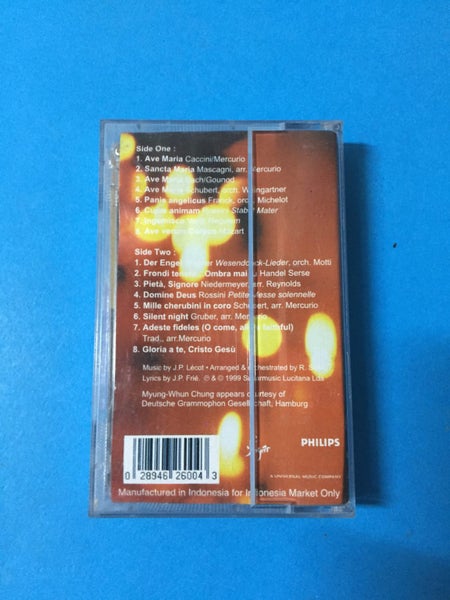 Side One :
1. Ave Maria Caccini/Mercurio
2. Sancta Maria Mascagni, arr. Mercurio
3. Ave Maria Bach/Gounod
4. Ave Maria Schubert, orch. Weingartner
5. Panis angelicus Franck, orch. Michelot
6. Cujus animam Rossini Stabat Mater
7. Ingemisco Verdi Requiem
8. Ave verum Corpus Mozart
Side Two :
1. Der Engel Wagner Wesendonck-Lieder, orch. Mottl
2. Frondi tenere... Ombra mai fu Handel Serse
3. Pietà, Signore Niedermeyer, arr. Reynolds
4. Domine Deus Rossini Petite Messe solennelle
5. Mille cherubini in coro Schubert, arr. Mercurio
6. Silent night Gruber, arr. Mercurio
7. Adeste fideles (O come, all ye faithful)
Trad., arr.Mercurio
8. Gloria a te, Cristo Gesù
Music by J.P. Lécot • Arranged & orchestrated by R.
Lyrics by J.P. Frié. ℗ & © 1999 Sugarmusic Lucitana Lda
Myung-Whun Chung appears courtesy of
Deutsche Grammophon Gesellschaft, Hamburg
PHILIPS
A UNIVERSAL MUSIC COMPANY
0 28946 26004 3
Manufactured in Indonesia for Indonesia Market Only